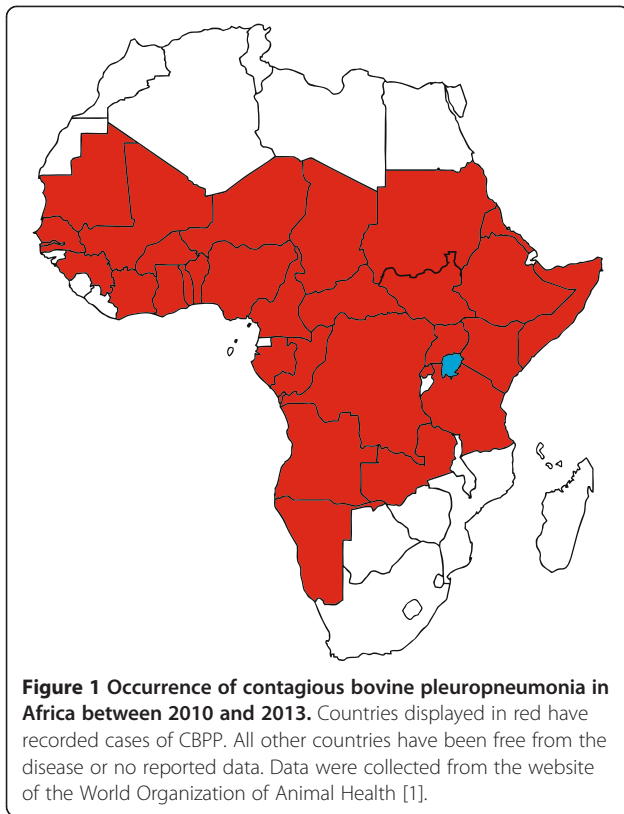 Figure 1 Occurrence of contagious bovine pleuropneumonia in
Africa between 2010 and 2013. Countries displayed in red have
recorded cases of CBPP. All other countries have been free from the
disease or no reported data. Data were collected from the website
of the World Organization of Animal Health [1].